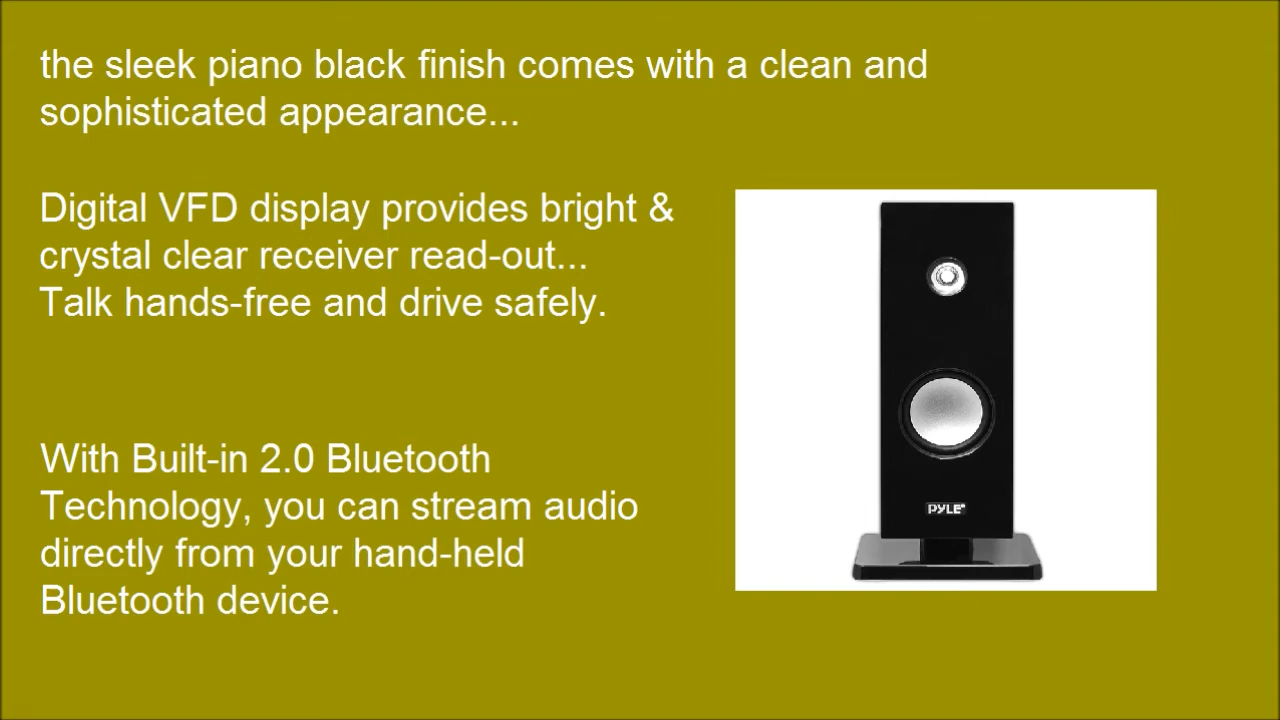 the sleek piano black finish comes with a clean and
sophisticated appearance...
Digital VFD display provides bright &
crystal clear receiver read-out...
Talk hands-free and drive safely.
With Built-in 2.0 Bluetooth
Technology, you can stream audio
directly from your hand-held
Bluetooth device.
PYLE